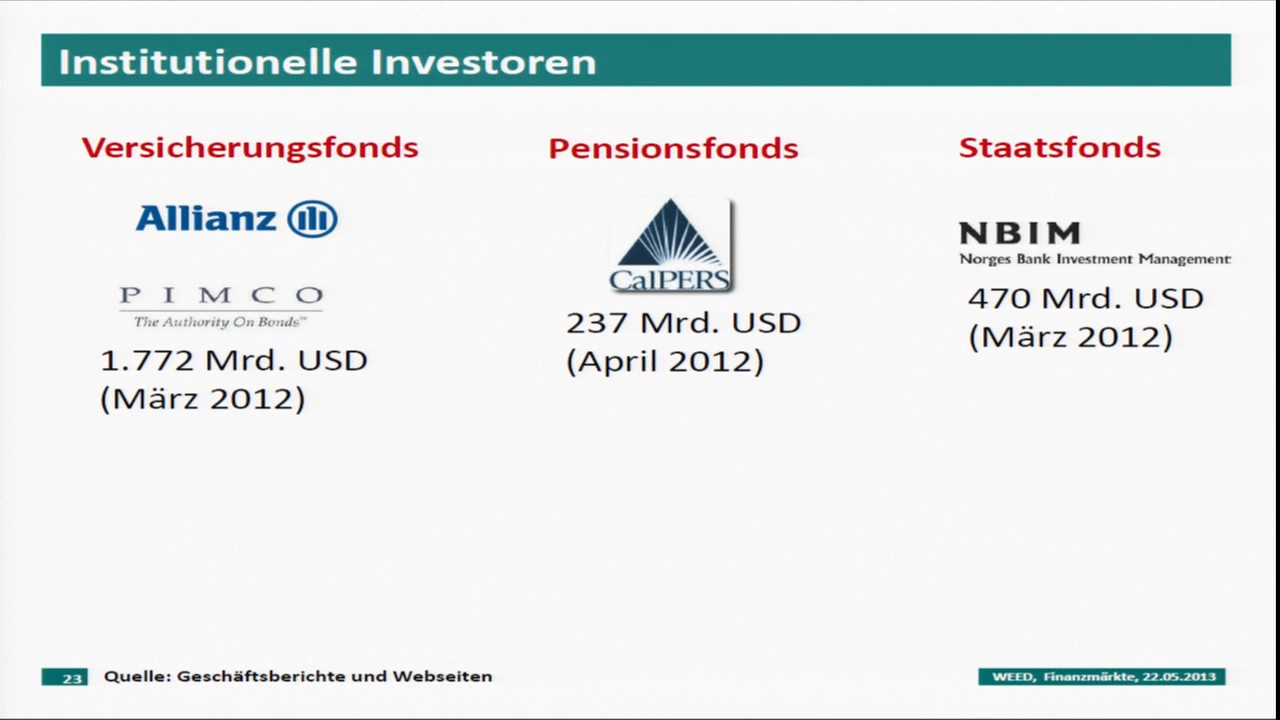 Institutionelle Investoren
Versicherungsfonds
Allianz
PIMCO
The Authority On Bonds™
1.772 Mrd. USD
(März 2012)
Pensionsfonds
CalPERS
237 Mrd. USD
(April 2012)
Staatsfonds
NBIM
Norges Bank Investment Management
470 Mrd. USD
(März 2012)
23
Quelle: Geschäftsberichte und Webseiten
WEED, Finanzmärkte, 22.05.2013